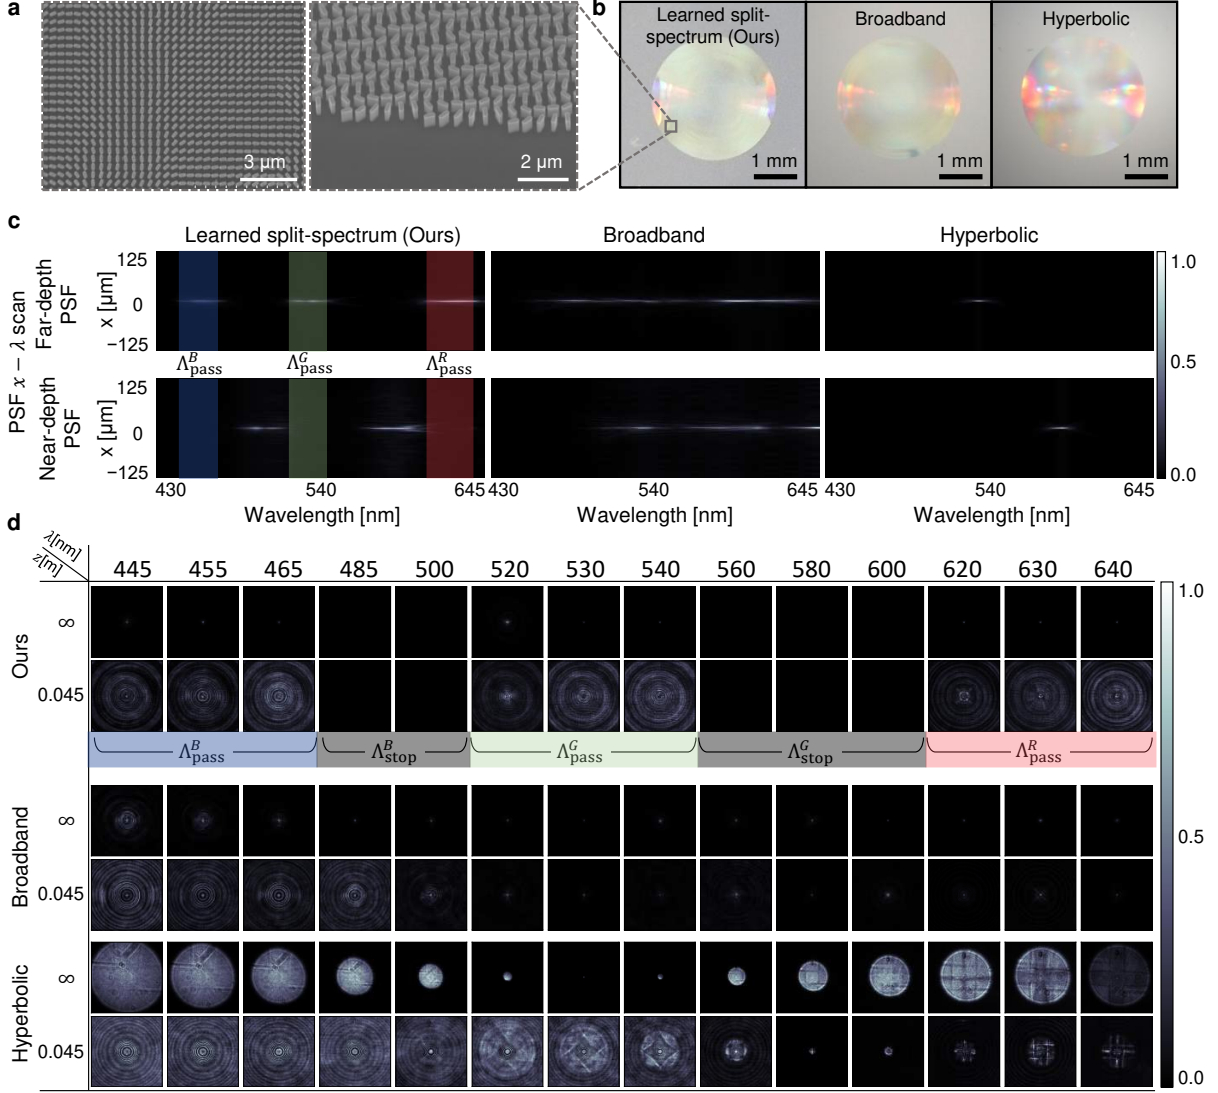 a
3 µm
2 µm
b
Learned split-
spectrum (Ours)
Broadband
Hyperbolic
1 mm
1 mm
1 mm
c
Learned split-spectrum (Ours)
Broadband
Hyperbolic
PSF x − λ scan
Far-depth
PSF
x [µm]
125
0
−125
Λ^B_pass
Λ^G_pass
Λ^R_pass
Near-depth
PSF
x [µm]
125
0
−125
430
540
645
430
540
645
430
540
645
Wavelength [nm]
Wavelength [nm]
Wavelength [nm]
1.0
0.5
0.0
d
λ[nm]
z[m]
445 455 465 485 500 520 530 540 560 580 600 620 630 640
Ours
∞
0.045
Λ^B_pass
Λ^B_stop
Λ^G_pass
Λ^G_stop
Λ^R_pass
Broadband
∞
0.045
Hyperbolic
∞
0.045
1.0
0.5
0.0